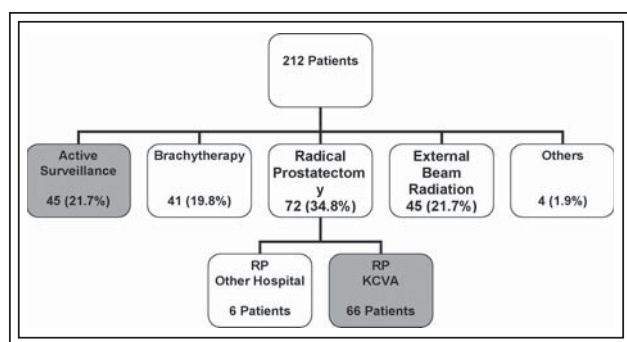 212 Patients
Active
Surveillance
45 (21.7%)
Brachytherapy
41 (19.8%)
Radical
Prostatectom
y
72 (34.8%)
External
Beam
Radiation
45 (21.7%)
Others
4 (1.9%)
RP
Other Hospital
6 Patients
RP
KCVA
66 Patients